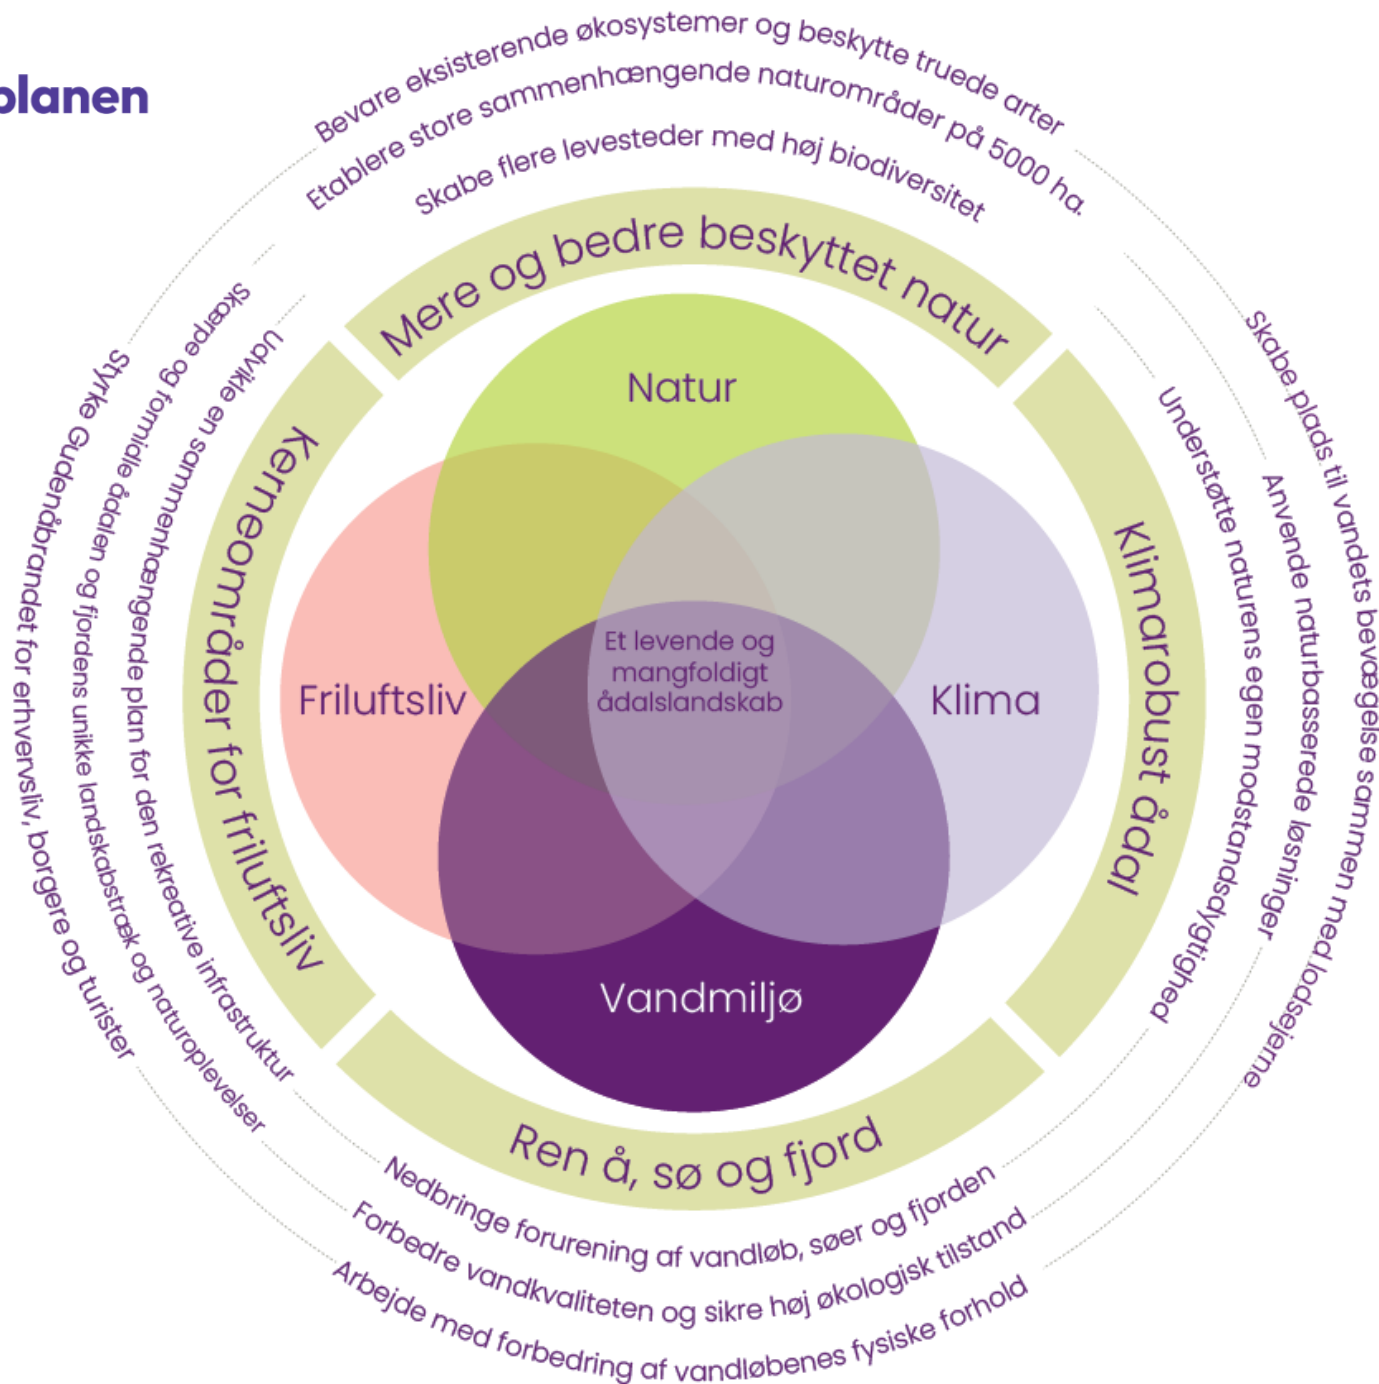 planen
Bevare eksisterende økosystemer og beskytte truede arter
Etablere store sammenhængende naturområder på 5000 ha.
Skabe flere levesteder med høj biodiversitet
Mere og bedre beskyttet natur
Natur
Skabe plads til vandets bevægelse sammen med lodsejerne
Anvende naturbasserede løsninger
Understøtte naturens egen modstandsdygtighed
Klimarobust ådal
Klima
Styrke Gudenåbrandet for erhvervsliv, borgere og turister
Skærpe og formidle ådalen og fjordens unikke landskabstræk og naturoplevelser
Udvikle en sammenhængende plan for den rekreative infrastruktur
Kerneområder for friluftsliv
Friluftsliv
Et levende og
mangfoldigt
ådalslandskab
Vandmiljø
Ren å, sø og fjord
Nedbringe forurening af vandløb, søer og fjorden
Forbedre vandkvaliteten og sikre høj økologisk tilstand
Arbejde med forbedring af vandløbenes fysiske forhold